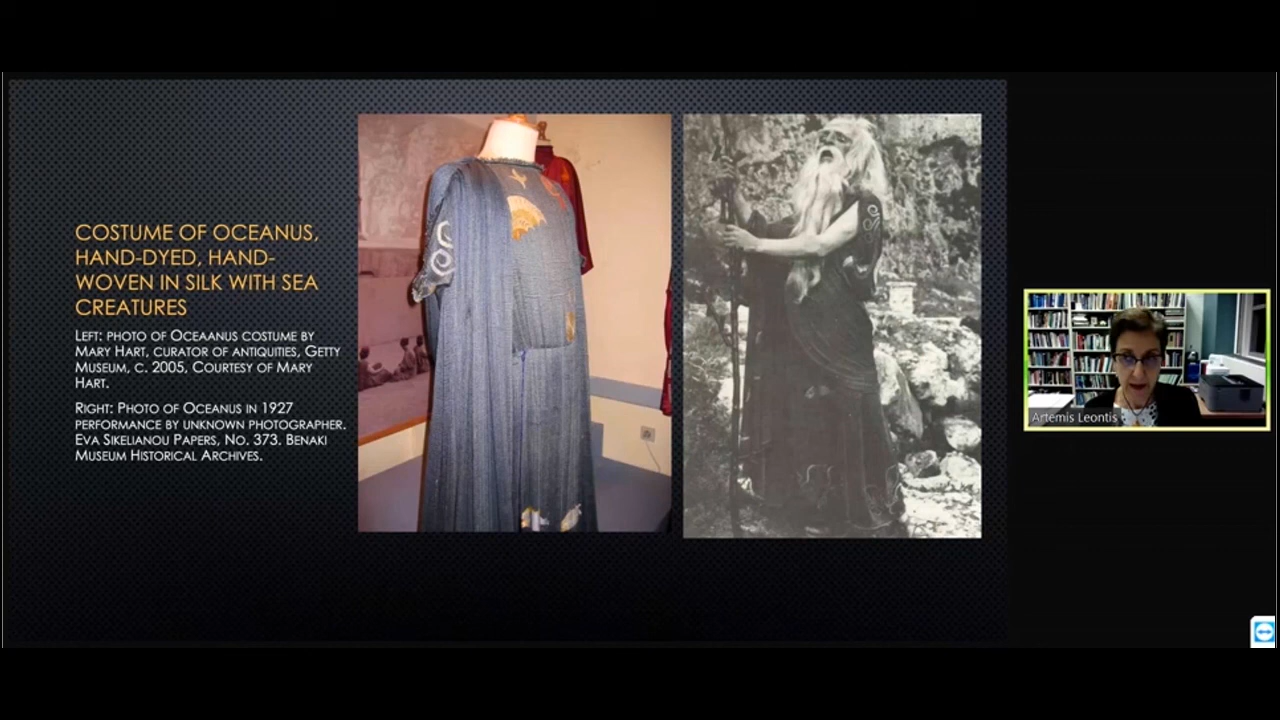 COSTUME OF OCEANUS,
HAND-DYED, HAND-
WOVEN IN SILK WITH SEA
CREATURES
LEFT: PHOTO OF OCEAANUS COSTUME BY
MARY HART, CURATOR OF ANTIQUITIES, GETTY
MUSEUM, C. 2005, COURTESY OF MARY
HART.
RIGHT: PHOTO OF OCEANUS IN 1927
PERFORMANCE BY UNKNOWN PHOTOGRAPHER.
EVA SIKELIANOU PAPERS, NO. 373. BENAKI
MUSEUM HISTORICAL ARCHIVES.
Artemis Leontis